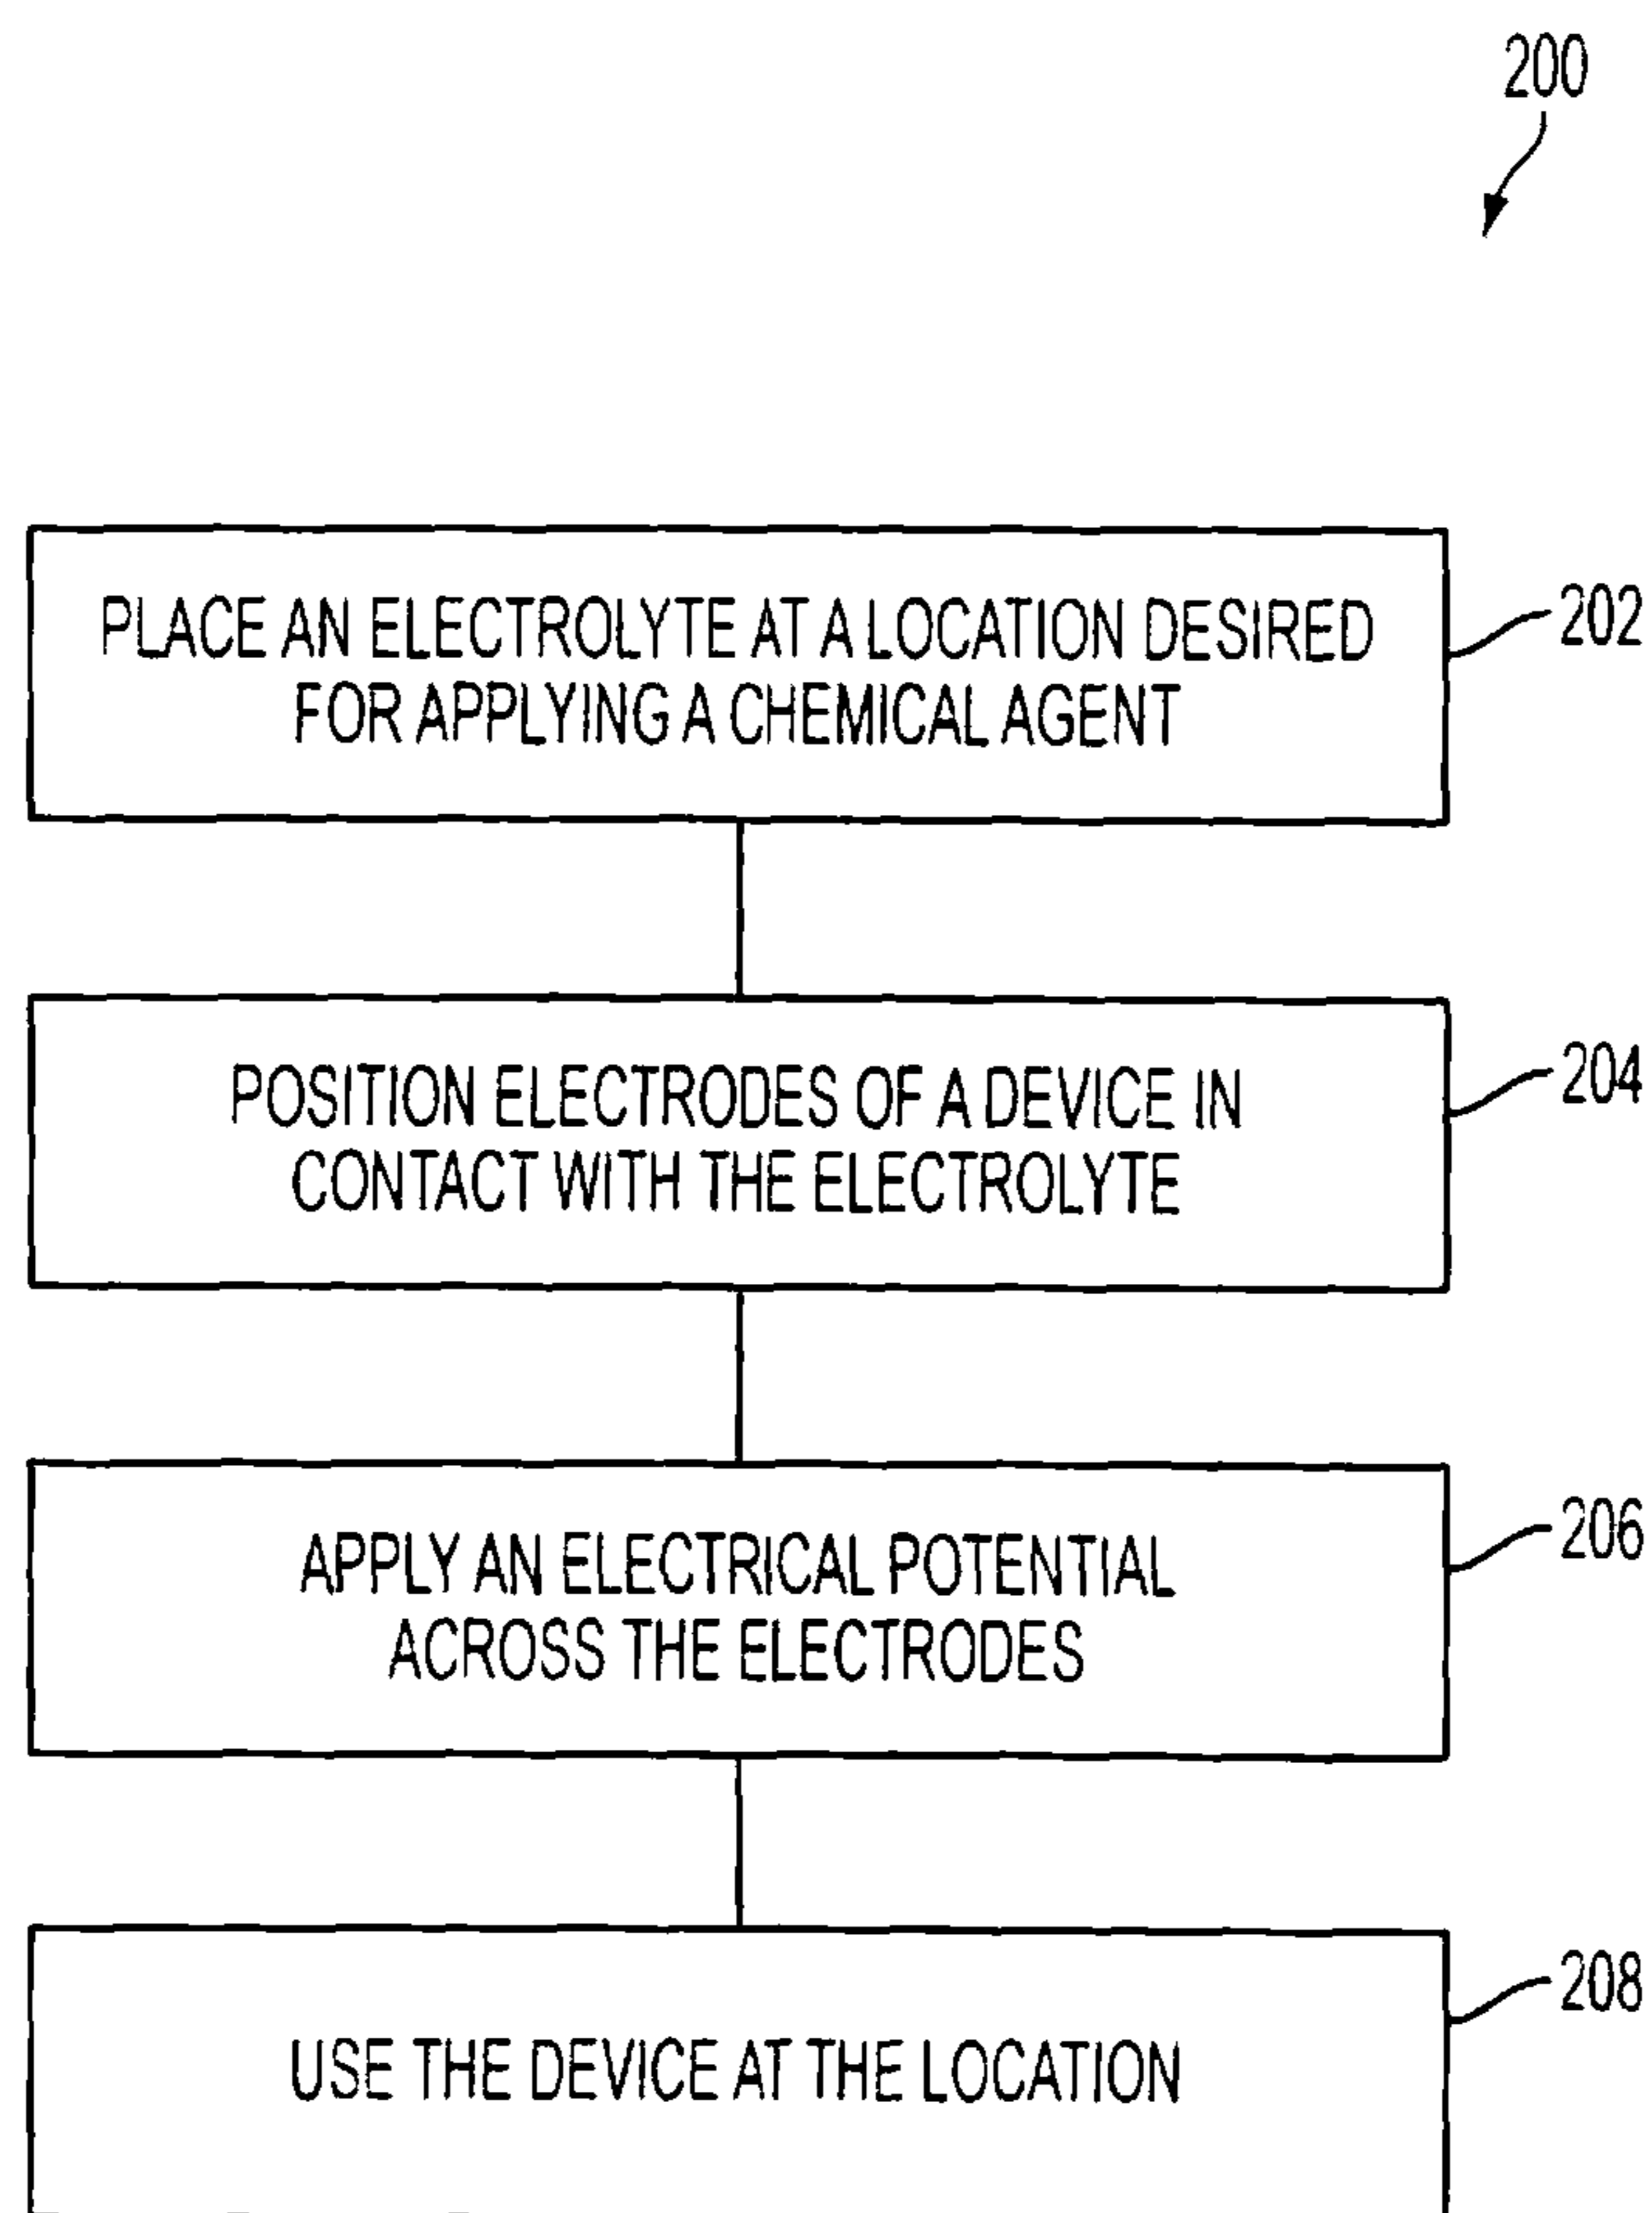 200
PLACE AN ELECTROLYTE AT A LOCATION DESIRED
FOR APPLYING A CHEMICAL AGENT
202
POSITION ELECTRODES OF A DEVICE IN
CONTACT WITH THE ELECTROLYTE
204
APPLY AN ELECTRICAL POTENTIAL
ACROSS THE ELECTRODES
206
USE THE DEVICE AT THE LOCATION
208